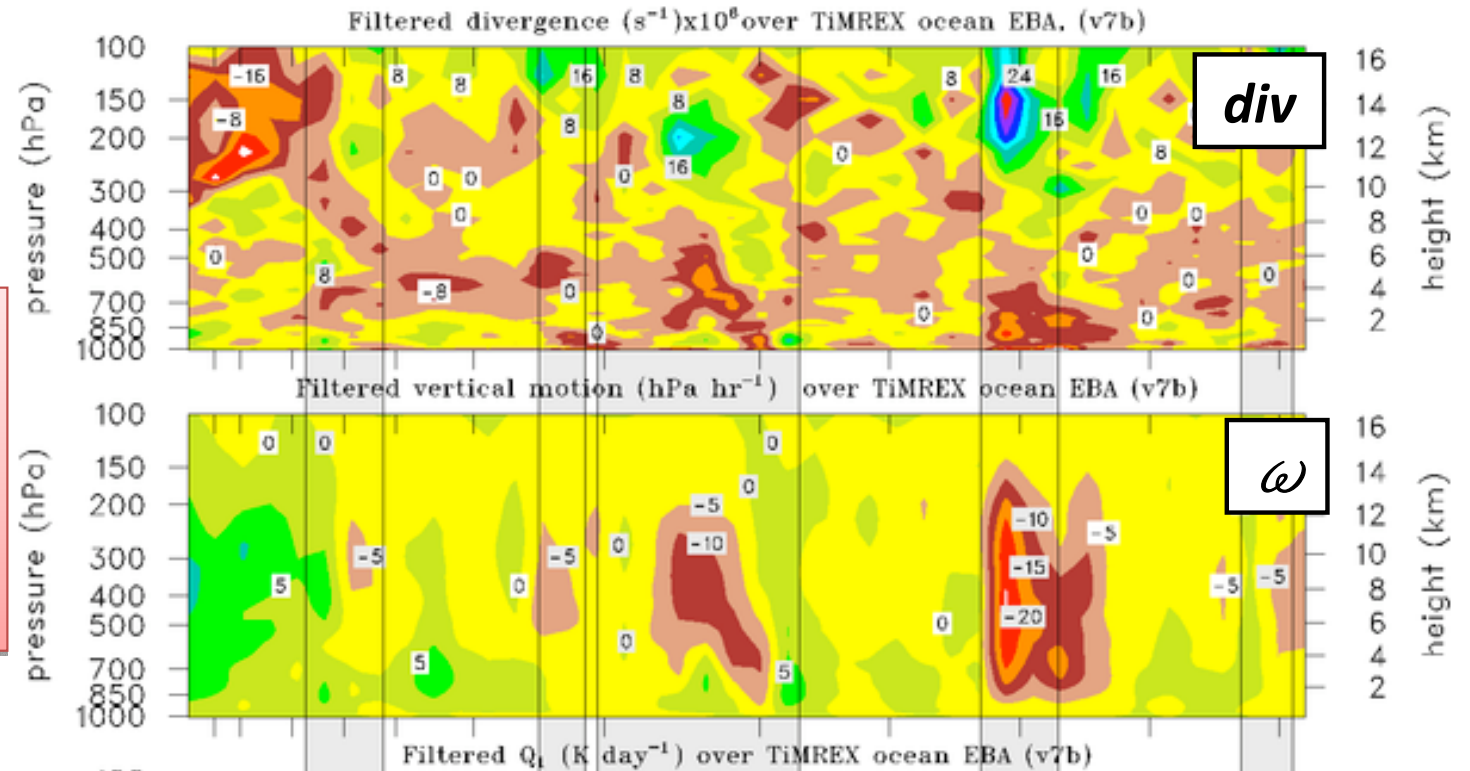 Filtered divergence (s⁻¹)x10⁶over TiMREX ocean EBA. (v7b)
100 150 200 300 400 500 700 850 1000
pressure (hPa)
-16 8 8 16 8 8 24 16
-8 8 8 16
16 0 8
0 0 0
0 0 0
0 8 0
-8 0 0 0
0 0 0
div
16 14 12 10 8 6 4 2
height (km)
Filtered vertical motion (hPa hr⁻¹) over TiMREX ocean EBA (v7b)
100 150 200 300 400 500 700 850 1000
pressure (hPa)
0 0 0
0
-5 -10
0 -10 -5
-5 -5 -15
5 0 -5 -5
0 0 -20
5 5
ω
16 14 12 10 8 6 4 2
height (km)
Filtered Q₁ (K day⁻¹) over TiMREX ocean EBA (v7b)